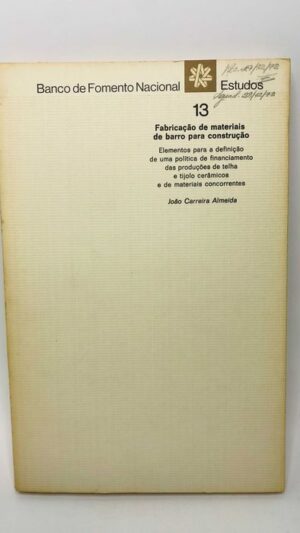 Banco de Fomento Nacional
Estudos
13
Fabricação de materiais
de barro para construção
Elementos para a definição
de uma política de financiamento
das produções de telha
e tijolo cerâmicos
e de materiais concorrentes
João Carreira Almeida